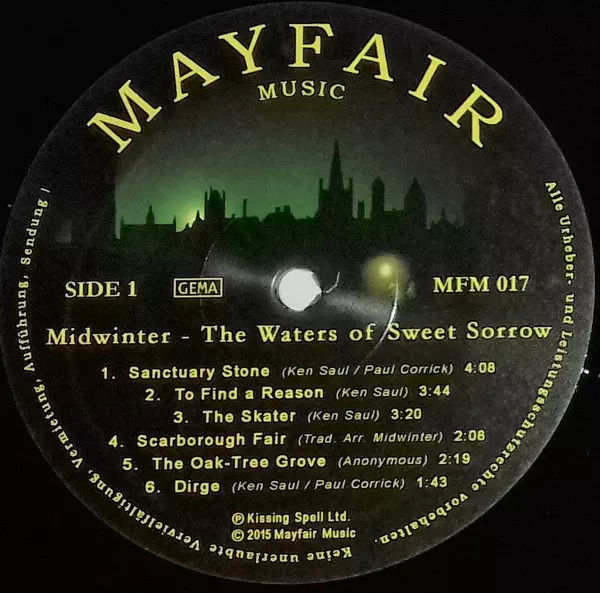 MAYFAIR
MUSIC
SIDE 1
GEMA
MFM 017
Midwinter - The Waters of Sweet Sorrow
1. Sanctuary Stone (Ken Saul / Paul Corrick) 4:08
2. To Find a Reason (Ken Saul) 3:44
3. The Skater (Ken Saul) 3:20
4. Scarborough Fair (Trad. Arr. Midwinter) 2:08
5. The Oak-Tree Grove (Anonymous) 2:19
6. Dirge (Ken Saul / Paul Corrick) 1:43
℗ Kissing Spell Ltd.
© 2015 Mayfair Music
Alle Urheber- und Leistungsschutzrechte vorbehalten.
Keine unerlaubte Vervielfältigung, Vermietung, Aufführung, Sendung !